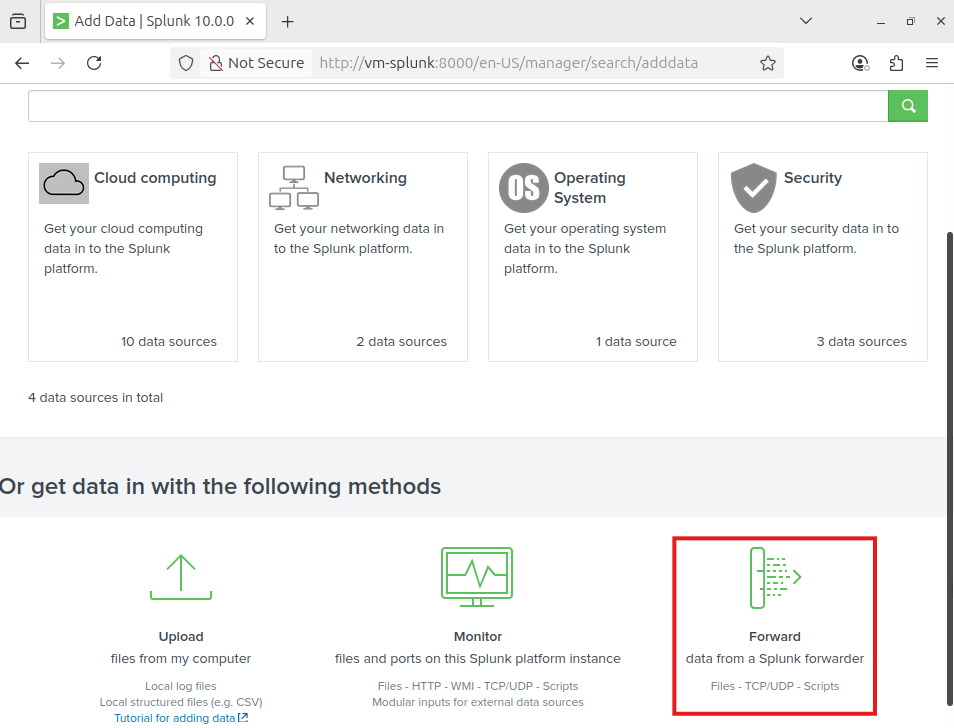 Add Data | Splunk 10.0.0
Not Secure
http://vm-splunk:8000/en-US/manager/search/adddata
Cloud computing
Get your cloud computing
data in to the Splunk
platform.
10 data sources
Networking
Get your networking data in
to the Splunk platform.
2 data sources
OS
Operating
System
Get your operating system
data in to the Splunk
platform.
1 data source
Security
Get your security data in to
the Splunk platform.
3 data sources
4 data sources in total
Or get data in with the following methods
Upload
files from my computer
Local log files
Local structured files (e.g. CSV)
Tutorial for adding data
Monitor
files and ports on this Splunk platform instance
Files - HTTP - WMI - TCP/UDP - Scripts
Modular inputs for external data sources
Forward
data from a Splunk forwarder
Files - TCP/UDP - Scripts